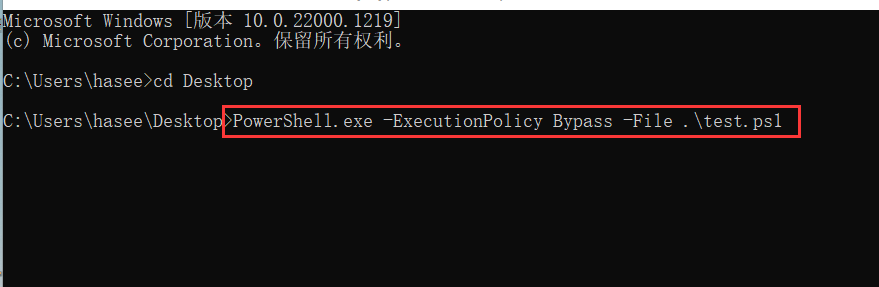 Microsoft Windows [版本 10.0.22000.1219]
(c) Microsoft Corporation。保留所有权利。
C:\Users\hasee>cd Desktop
C:\Users\hasee\Desktop>PowerShell.exe -ExecutionPolicy Bypass -File .\test.ps1